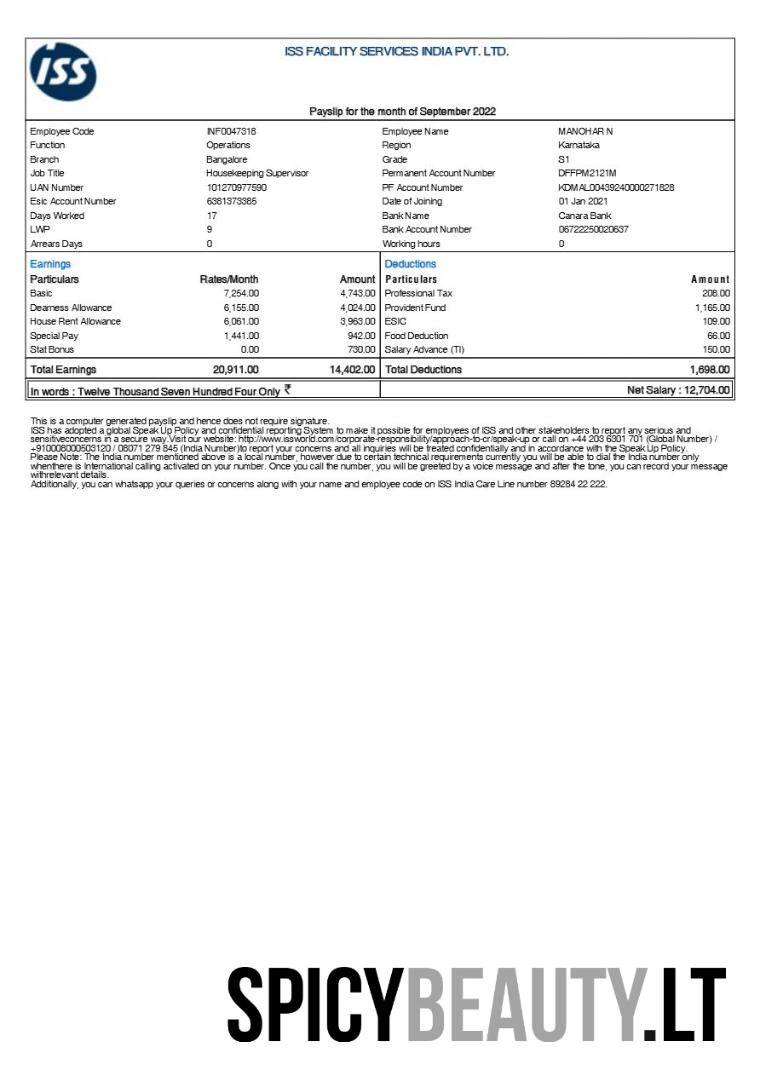 ISS
ISS FACILITY SERVICES INDIA PVT. LTD.
Payslip for the month of September 2022
Employee Code INF0047318 Employee Name MANOHAR N
Function Operations Region Karnataka
Branch Bangalore Grade S1
Job Title Housekeeping Supervisor Permanent Account Number DFFPM2121M
UAN Number 101270977590 PF Account Number KDMAL00439240000271828
Esic Account Number 6381373385 Date of Joining 01 Jan 2021
Days Worked 17 Bank Name Canara Bank
LWP 9 Bank Account Number 06722250020637
Arrears Days 0 Working hours 0
Earnings Deductions
Particulars Rates/Month Amount Particulars Amount
Basic 7,254.00 4,743.00 Professional Tax 208.00
Dearness Allowance 6,155.00 4,024.00 Provident Fund 1,165.00
House Rent Allowance 6,061.00 3,963.00 ESIC 109.00
Special Pay 1,441.00 942.00 Food Deduction 66.00
Stat Bonus 0.00 730.00 Salary Advance (TI) 150.00
Total Earnings 20,911.00 14,402.00 Total Deductions 1,698.00
In words : Twelve Thousand Seven Hundred Four Only ₹ Net Salary : 12,704.00
This is a computer generated payslip and hence does not require signature.
ISS has adopted a global Speak Up Policy and confidential reporting System to make it possible for employees of ISS and other stakeholders to report any serious and
sensitiveconcerns in a secure way.Visit our website: http://www.issworld.com/corporate-responsibility/approach-to-cr/speak-up or call on +44 203 6301 701 (Global Number) /
+910008000503120 / 08071 279 845 (India Number)to report your concerns and all inquiries will be treated confidentially and in accordance with the Speak Up Policy.
Please Note: The India Number mentioned above is a local number, however due to certain technical requirements currently you will be able to dial the India number only
whenthere is International calling activated on your number. Once you call the number, you will be greeted by a voice message and after the tone, you can record your message
withrelevant details.
Additionally, you can whatsapp your queries or concerns along with your name and employee code on ISS India Care Line number 89284 22 222.
SPICYBEAUTY.LT